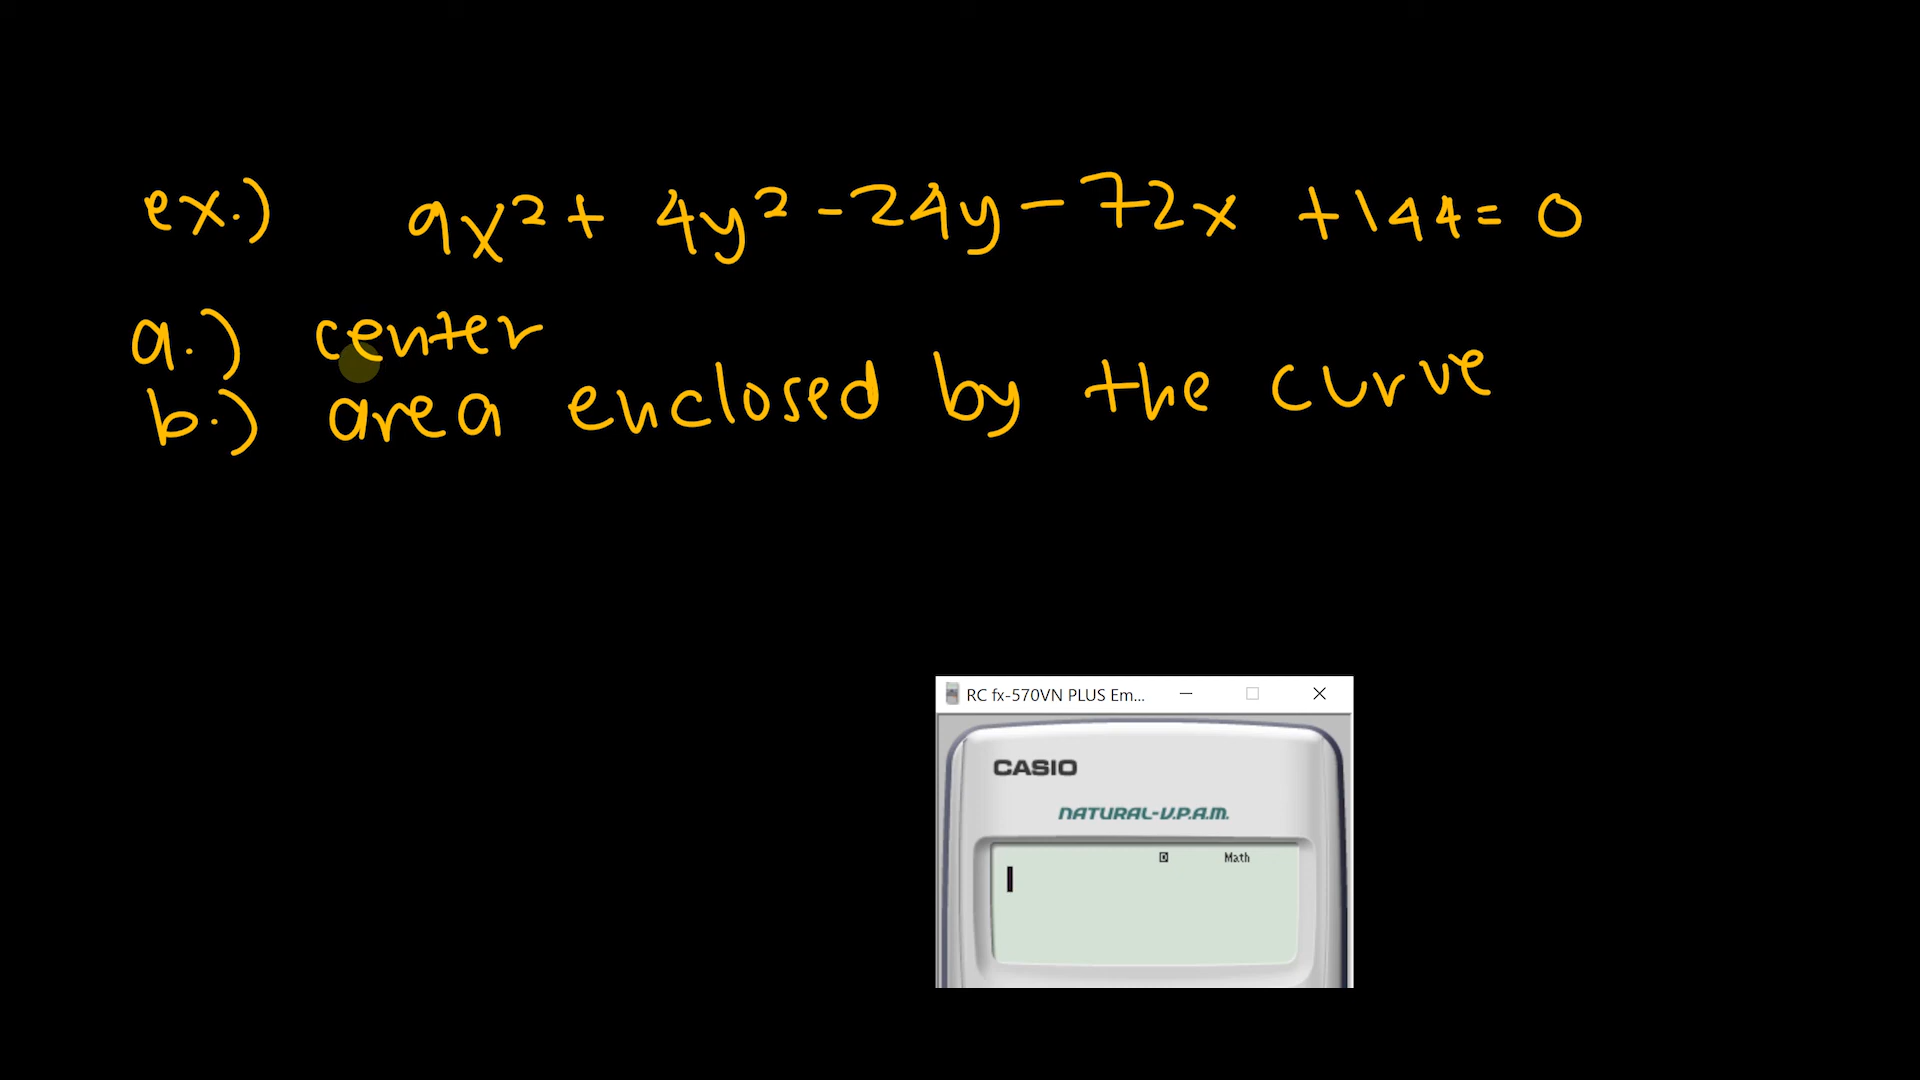 ex.) 9x² + 4y² - 24y - 72x + 144 = 0
a.) center
b.) area enclosed by the curve
RC fx-570VN PLUS Em...
CASIO
NATURAL-V.P.A.M.
D Math